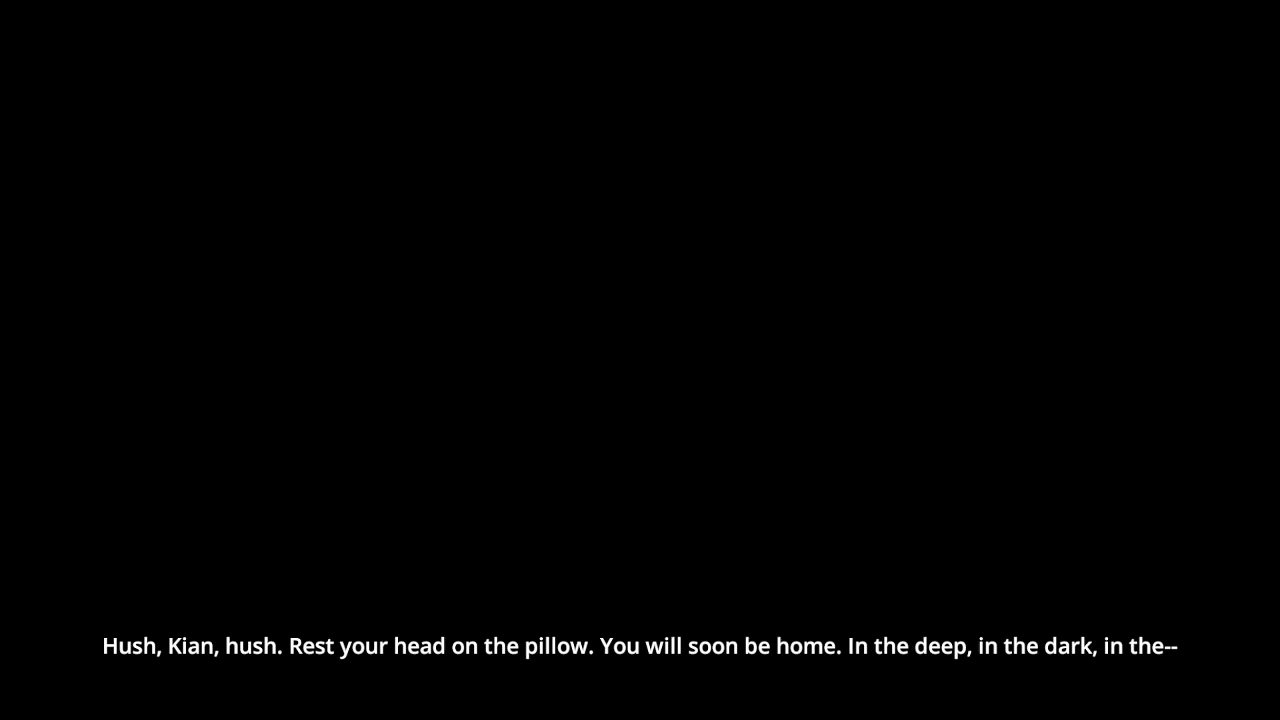 Hush, Kian, hush. Rest your head on the pillow. You will soon be home. In the deep, in the dark, in the--